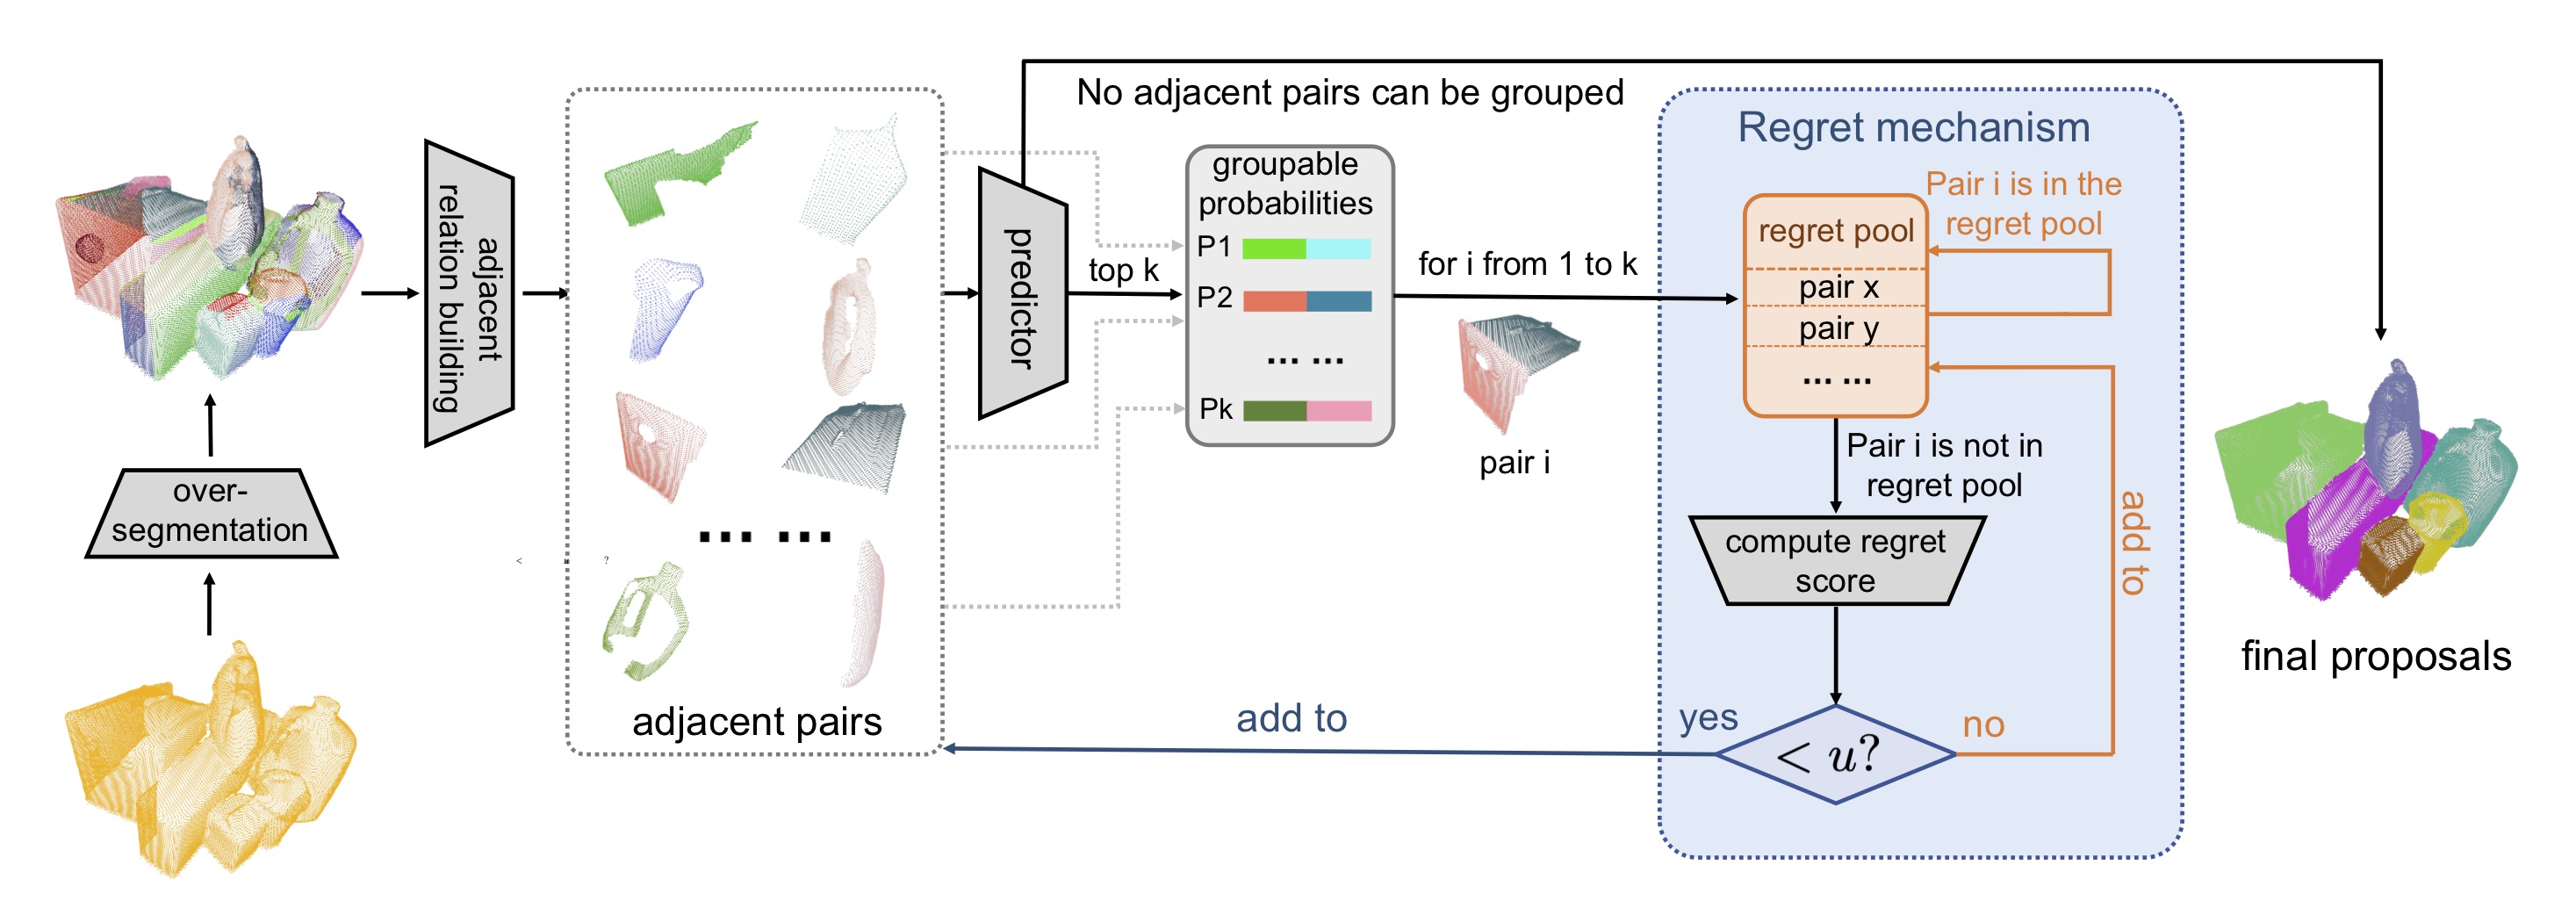 over-
segmentation
adjacent
relation building
adjacent pairs
< ?
predictor
No adjacent pairs can be grouped
top k
groupable
probabilities
P1
P2
... ...
Pk
for i from 1 to k
pair i
Regret mechanism
regret pool
pair x
pair y
... ...
Pair i is in the
regret pool
Pair i is not in
regret pool
compute regret
score
< u?
yes
no
add to
add to
final proposals